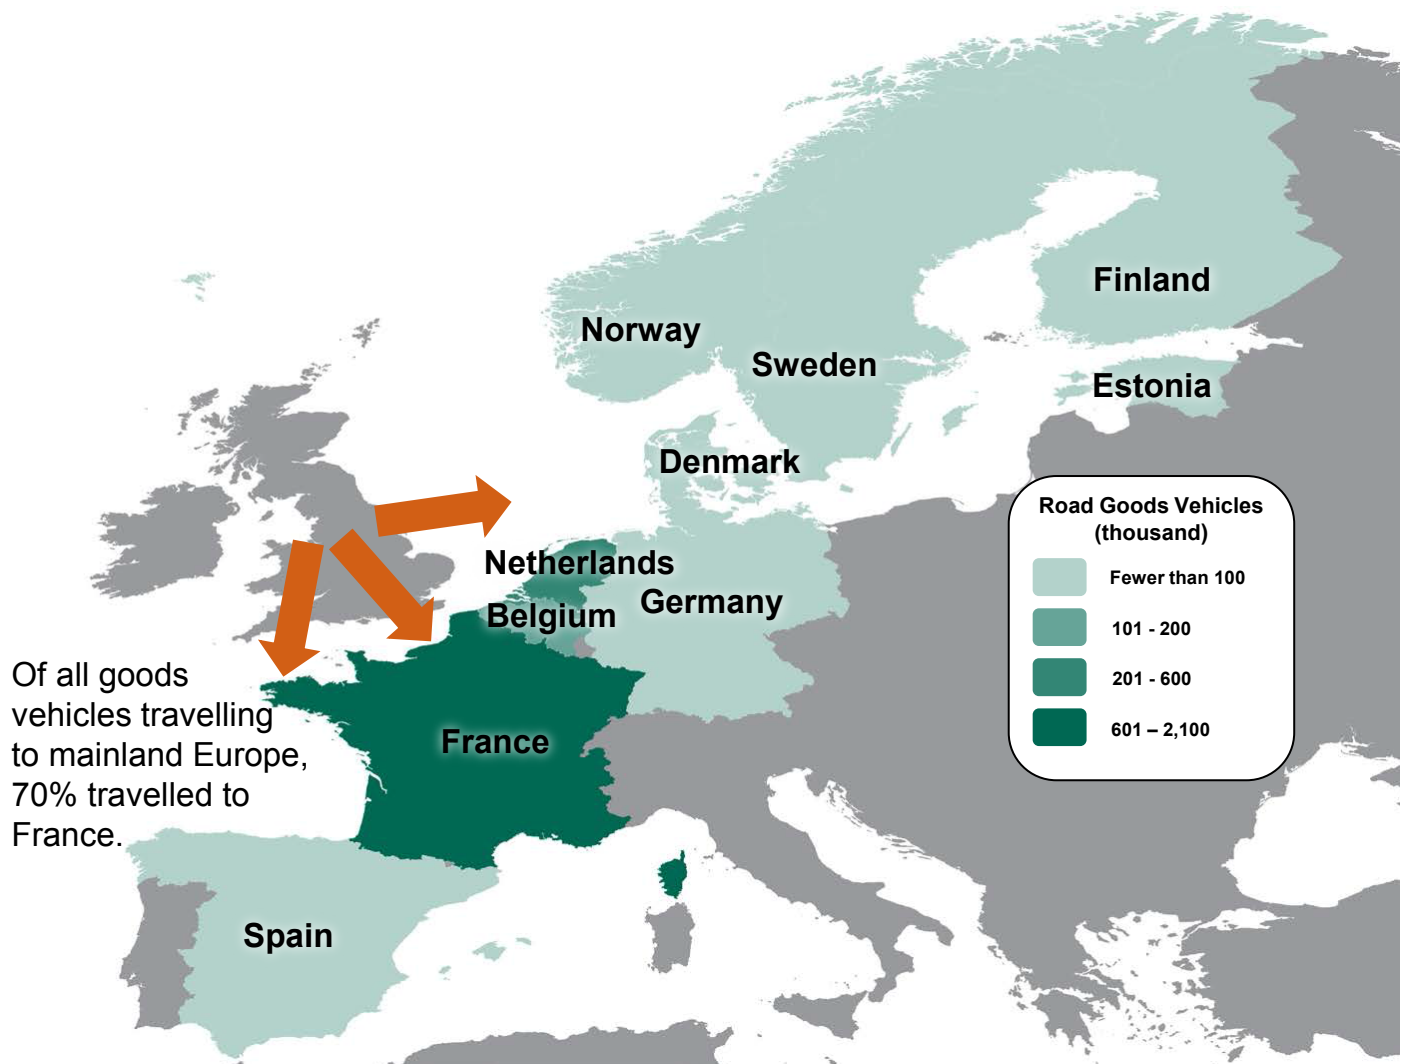 Finland
Norway
Sweden
Estonia
Denmark
Netherlands
Germany
Belgium
France
Spain
Of all goods
vehicles travelling
to mainland Europe,
70% travelled to
France.
Road Goods Vehicles
(thousand)
Fewer than 100
101 - 200
201 - 600
601 – 2,100